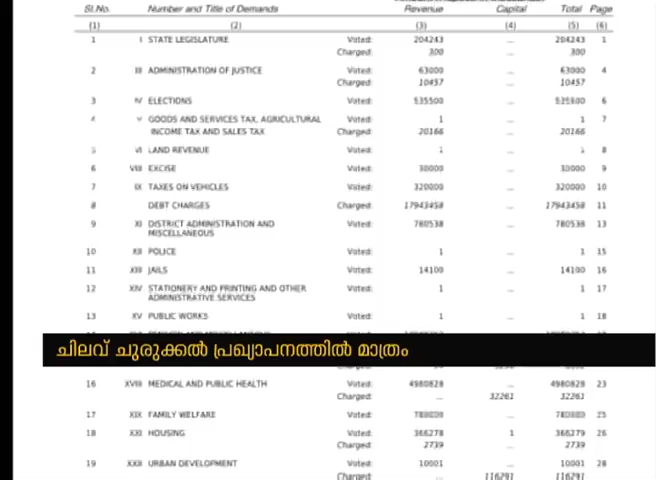 Sl.No. Number and Title of Demands Revenue Capital Total Page
(1) (2) (3) (4) (5) (6)
1 I STATE LEGISLATURE Voted: 204243 ... 204243 1
Charged: 300 ... 300
2 III ADMINISTRATION OF JUSTICE Voted: 63000 ... 63000 4
Charged: 10457 ... 10457
3 IV ELECTIONS Voted: 535500 ... 535500 6
4 V GOODS AND SERVICES TAX, AGRICULTURAL Voted: 1 ... 1 7
INCOME TAX AND SALES TAX Charged: 20166 ... 20166
5 VI LAND REVENUE Voted: 1 ... 1 8
6 VIII EXCISE Voted: 30000 ... 30000 9
7 IX TAXES ON VEHICLES Voted: 320000 ... 320000 10
8 DEBT CHARGES Charged: 17943458 ... 17943458 11
9 XI DISTRICT ADMINISTRATION AND Voted: 780538 ... 780538 13
MISCELLANEOUS
10 XII POLICE Voted: 1 ... 1 15
11 XIII JAILS Voted: 14100 ... 14100 16
12 XIV STATIONERY AND PRINTING AND OTHER Voted: 1 ... 1 17
ADMINISTRATIVE SERVICES
13 XV PUBLIC WORKS Voted: 1 ... 1 18
ചിലവ് ചുരുക്കൽ പ്രഖ്യാപനത്തിൽ മാത്രം
16 XVIII MEDICAL AND PUBLIC HEALTH Voted: 4980828 ... 4980828 23
Charged: ... 32261 32261
17 XIX FAMILY WELFARE Voted: ... 25
18 XXI HOUSING Voted: 366278 1 366279 26
Charged: 2739 ... 2739
19 XXII URBAN DEVELOPMENT Voted: 10001 ... 10001 28
Charged: ... 116291 116291